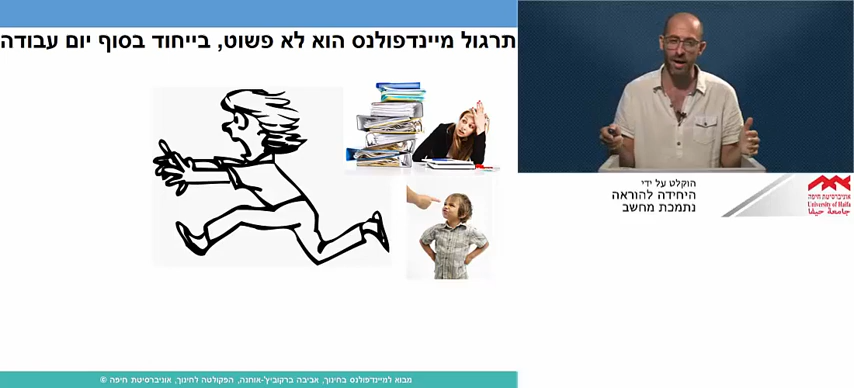 תרגול מיינדפולנס הוא לא פשוט, בייחוד בסוף יום עבודה
הוקלט על ידי
היחידה להוראה
נתמכת מחשב
אוניברסיטת חיפה
University of Haifa
جامعة حيفا
מבוא למיינדפולנס בחינוך, אביבה ברקוביץ'-אוחנה, הפקולטה לחינוך, אוניברסיטת חיפה ©